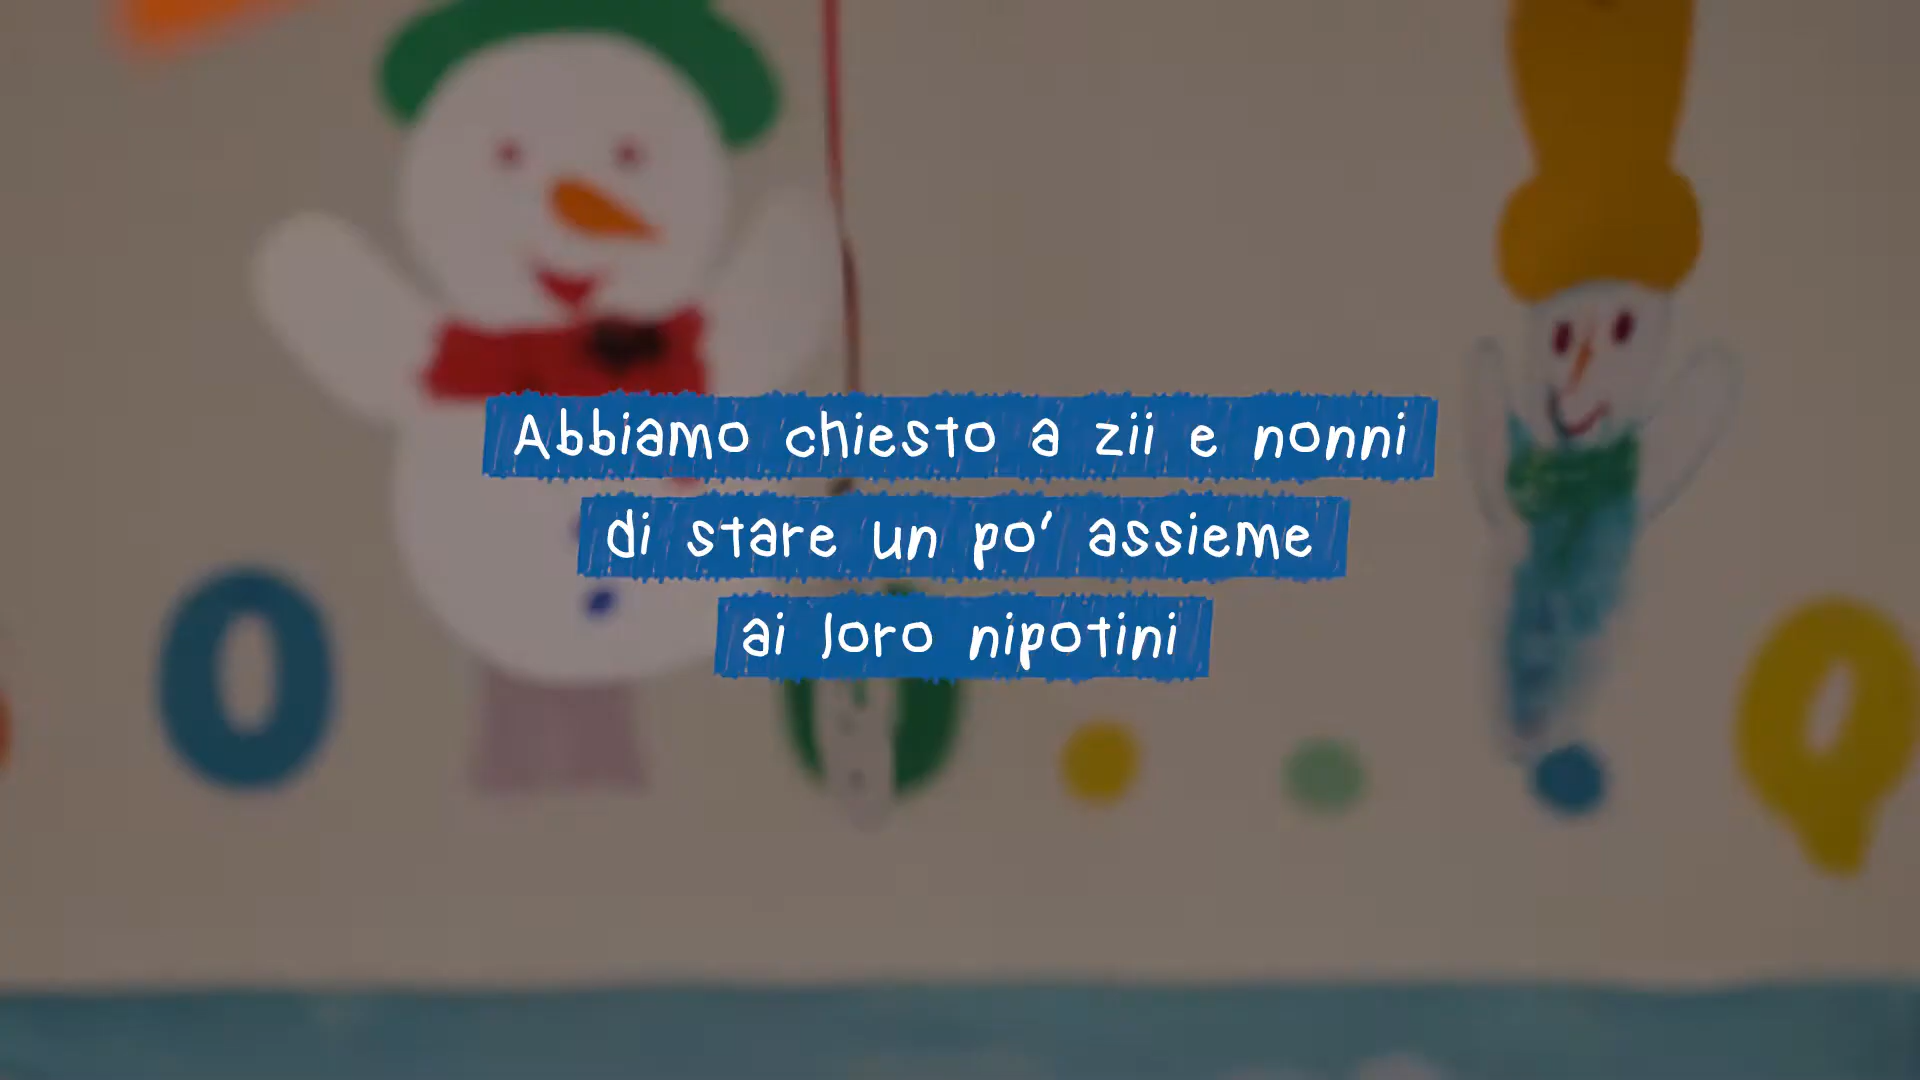 Abbiamo chiesto a zii e nonni
di stare un po' assieme
ai loro nipotini